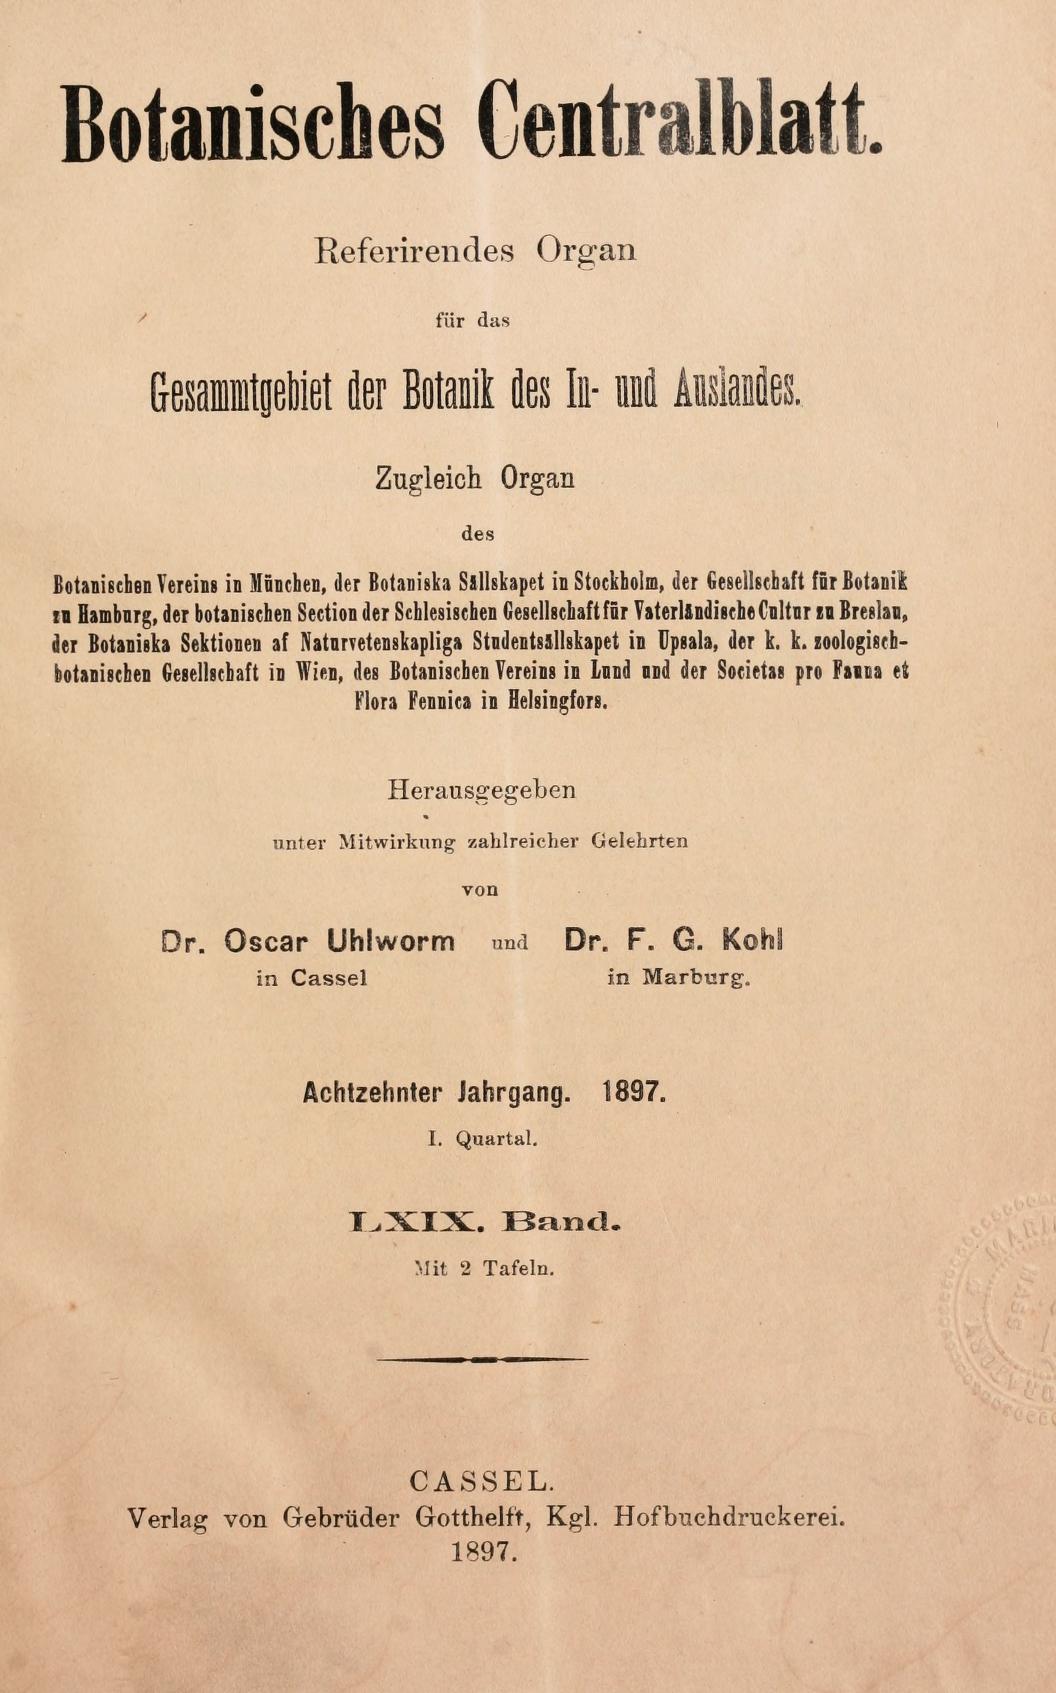 Botanisches Centralblatt.
Referirendes Organ
für das
Gesammtgebiet der Botanik des In- und Auslandes.
Zugleich Organ
des
Botanischen Vereins in München, der Botaniska Sällskapet in Stockholm, der Gesellschaft für Botanik
zu Hamburg, der botanischen Section der Schlesischen Gesellschaft für Vaterländische Cultur zu Breslau,
der Botaniska Sektionen af Naturvetenskapliga Studentsällskapet in Upsala, der k. k. zoologisch-
botanischen Gesellschaft in Wien, des Botanischen Vereins in Lund und der Societas pro Fauna et
Flora Fennica in Helsingfors.
Herausgegeben
unter Mitwirkung zahlreicher Gelehrten
von
Dr. Oscar Uhlworm und Dr. F. G. Kohl
in Cassel in Marburg.
Achtzehnter Jahrgang. 1897.
I. Quartal.
LXIX. Band.
Mit 2 Tafeln.
CASSEL.
Verlag von Gebrüder Gotthelft, Kgl. Hofbuchdruckerei.
1897.
MASS